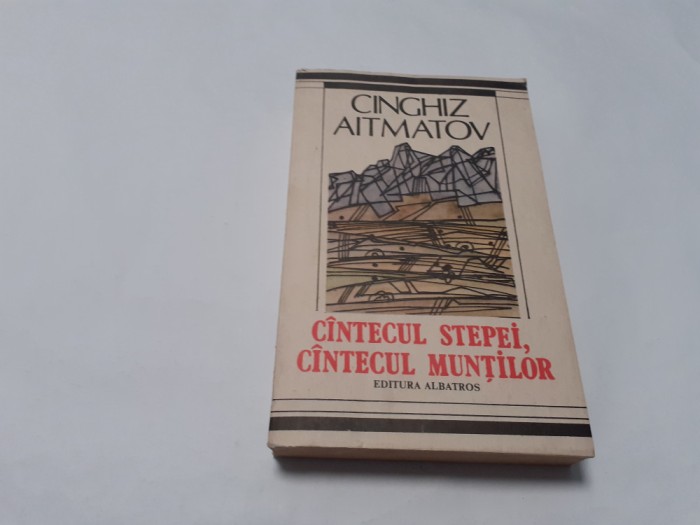 CINGHIZ
AITMATOV
CÎNTECUL STEPEI,
CÎNTECUL MUNȚILOR
EDITURA ALBATROS